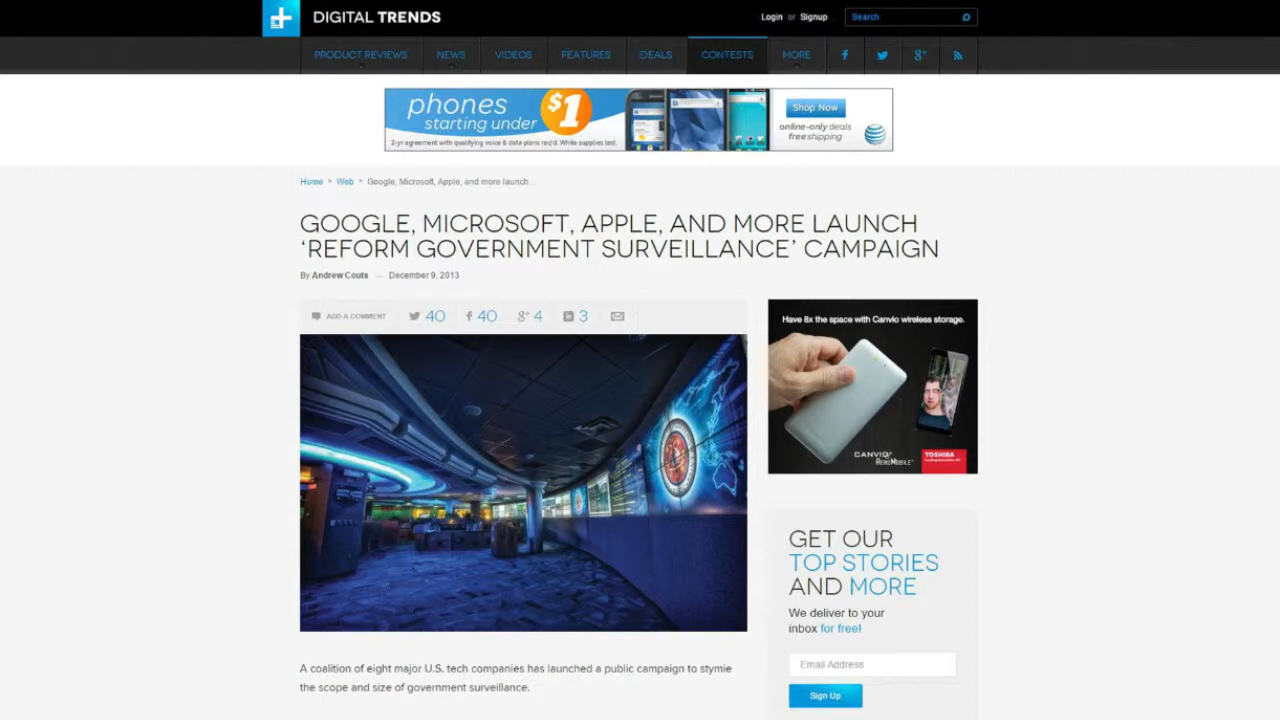 DIGITAL TRENDS
Login or Signup
Search
PRODUCT REVIEWS
NEWS
VIDEOS
FEATURES
DEALS
CONTESTS
MORE
phones
starting under
$1
2-yr agreement with qualifying voice & data plans req'd. While supplies last.
Shop Now
online-only deals
free shipping
Home > Web > Google, Microsoft, Apple, and more launch...
GOOGLE, MICROSOFT, APPLE, AND MORE LAUNCH
‘REFORM GOVERNMENT SURVEILLANCE’ CAMPAIGN
By Andrew Couts — December 9, 2013
ADD A COMMENT 40 40 4 3
Have 8x the space with Canvio wireless storage.
CANVIO
AEROMOBILE
TOSHIBA
Leading Innovation >>>
GET OUR
TOP STORIES
AND MORE
We deliver to your
inbox for free!
Email Address
Sign Up
A coalition of eight major U.S. tech companies has launched a public campaign to stymie
the scope and size of government surveillance.